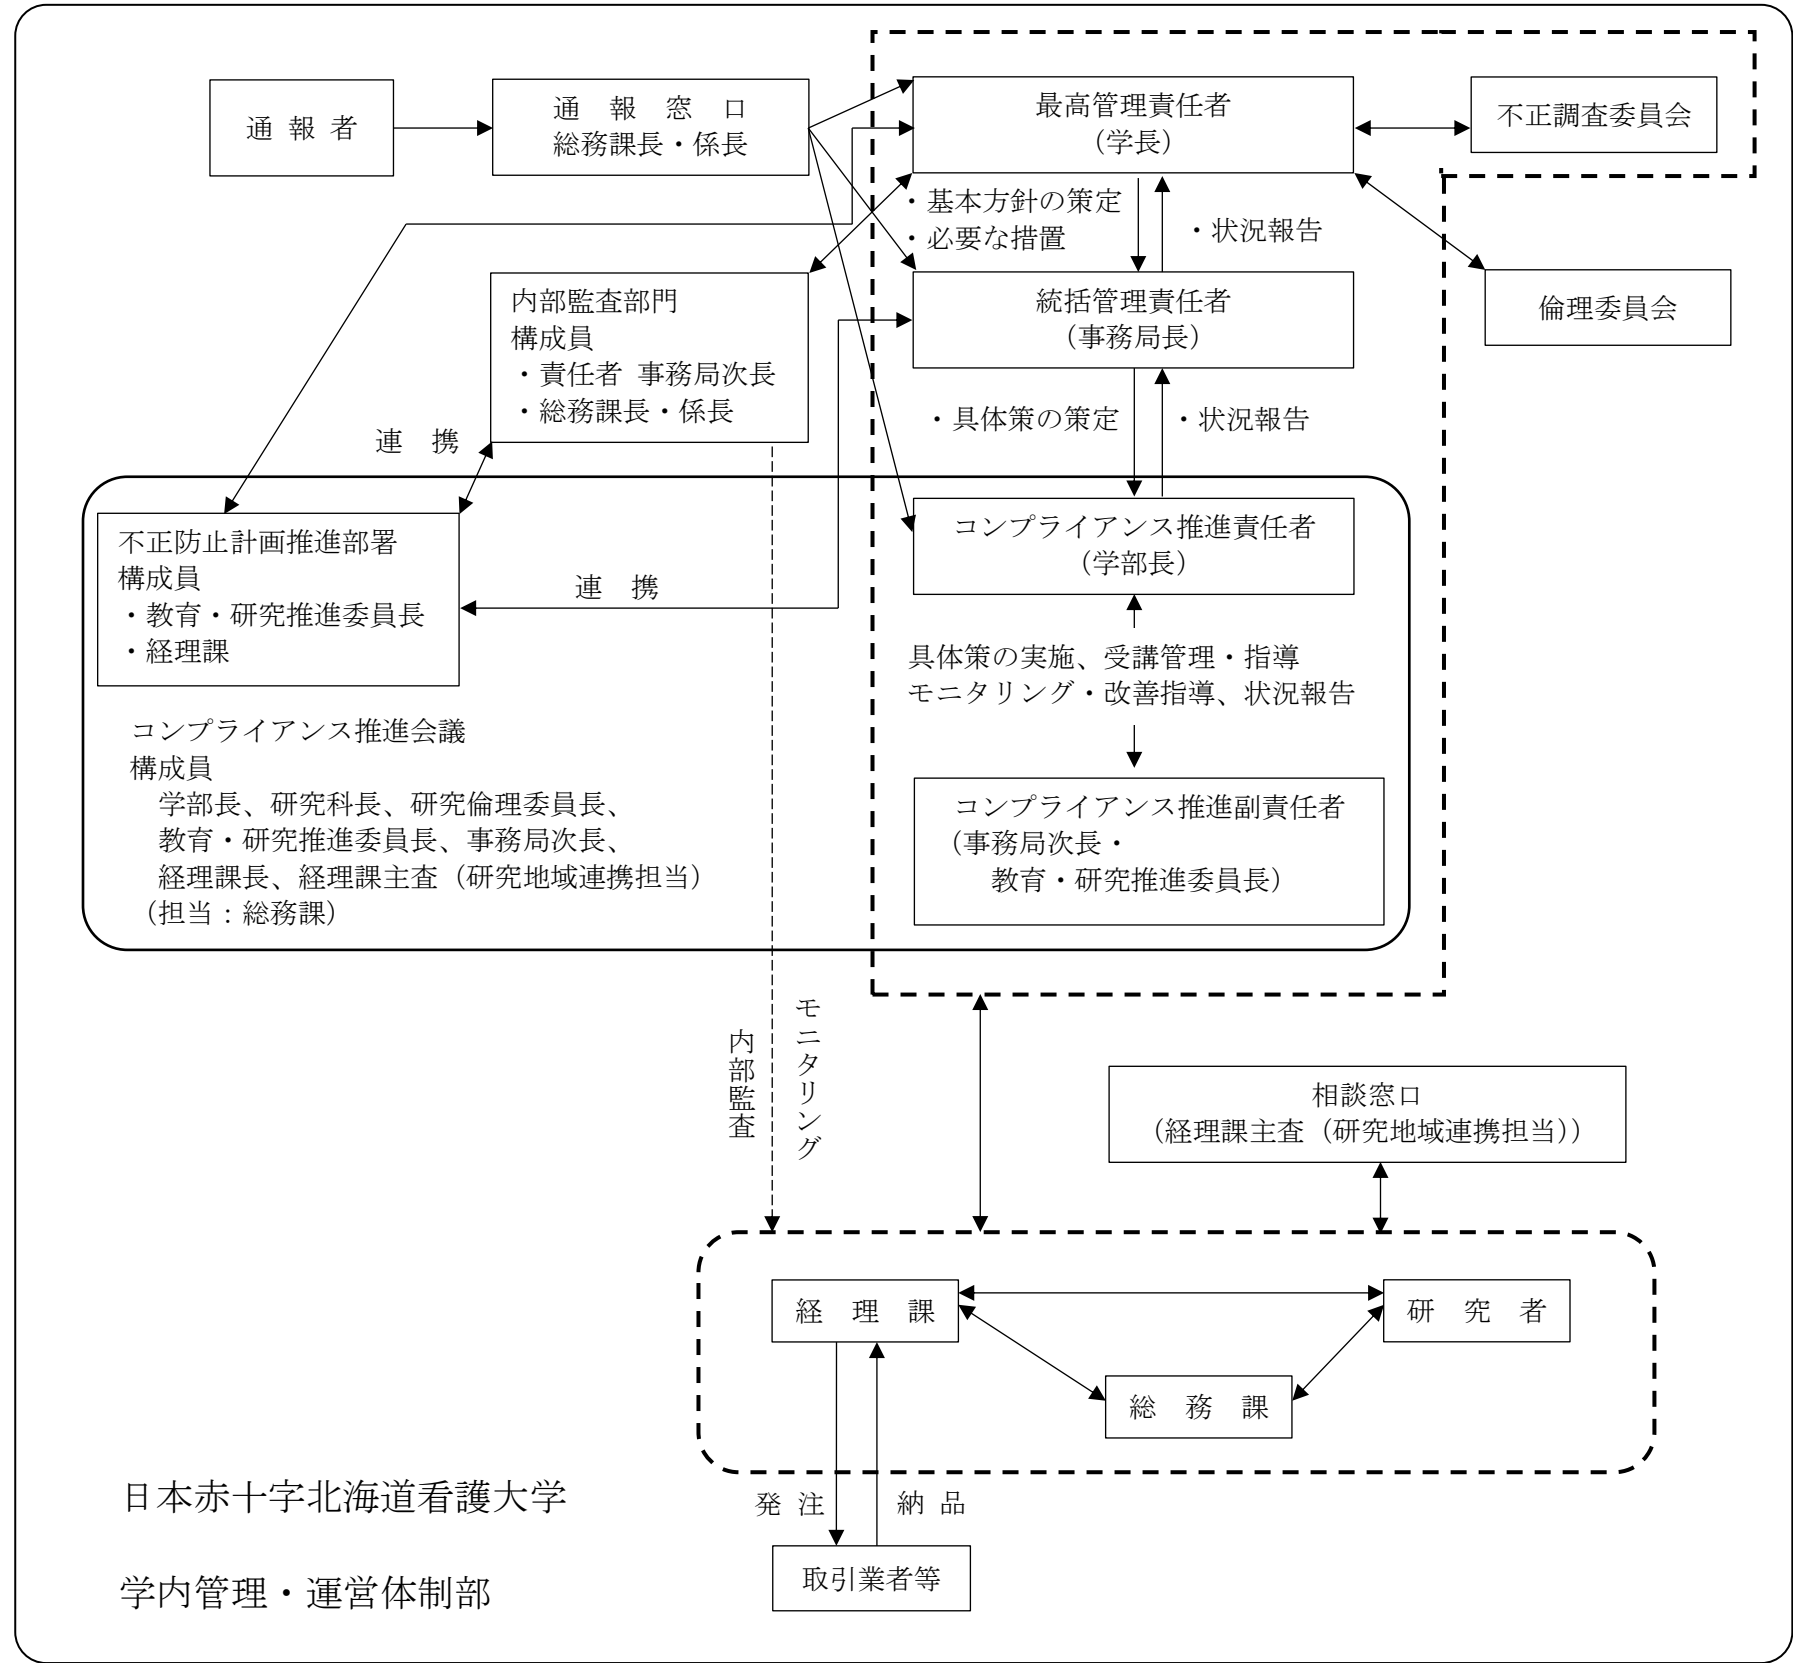 通 報 者
通 報 窓 口
総務課長・係長
最高管理責任者
(学長)
不正調査委員会
・基本方針の策定
・必要な措置
・状況報告
内部監査部門
構成員
・責任者 事務局次長
・総務課長・係長
統括管理責任者
(事務局長)
倫理委員会
・具体策の策定
・状況報告
連 携
不正防止計画推進部署
構成員
・教育・研究推進委員長
・経理課
連 携
コンプライアンス推進責任者
(学部長)
具体策の実施、受講管理・指導
モニタリング・改善指導、状況報告
コンプライアンス推進会議
構成員
学部長、研究科長、研究倫理委員長、
教育・研究推進委員長、事務局次長、
経理課長、経理課主査(研究地域連携担当)
(担当:総務課)
コンプライアンス推進副責任者
(事務局次長・
教育・研究推進委員長)
内部監査
モニタリング
相談窓口
(経理課主査(研究地域連携担当))
経 理 課
研 究 者
総 務 課
発 注
納 品
取引業者等
日本赤十字北海道看護大学
学内管理・運営体制部